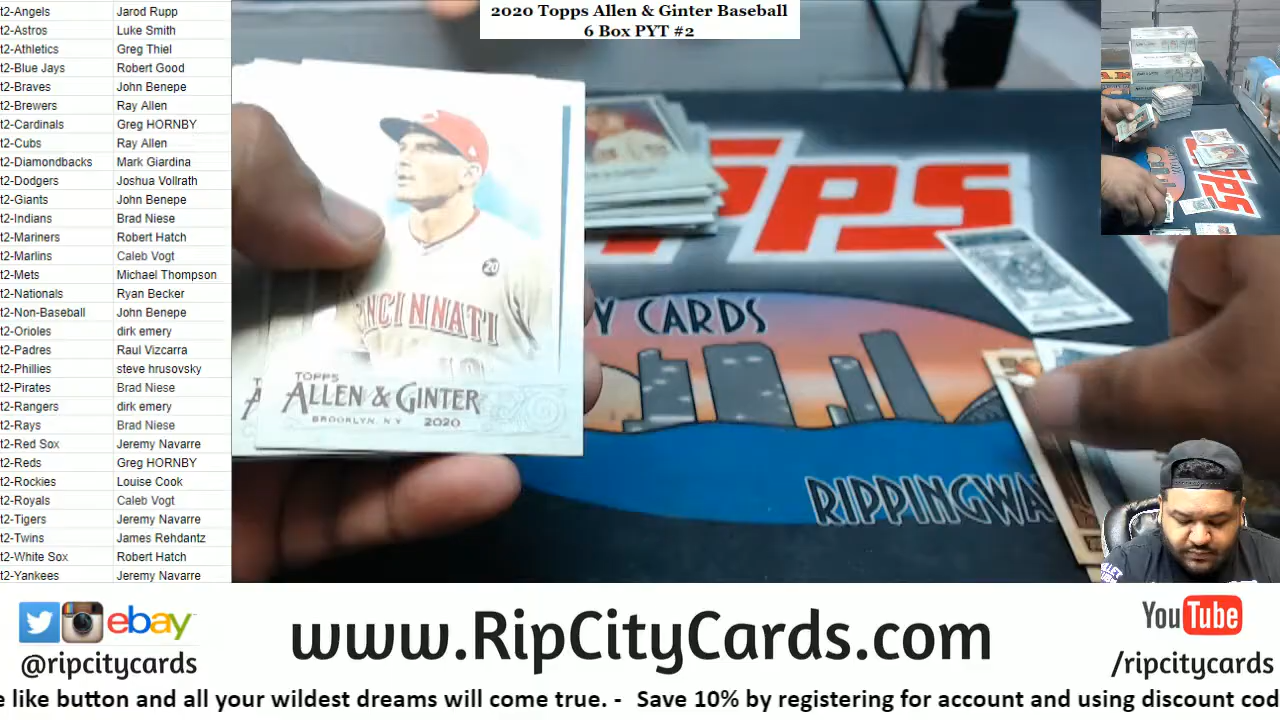 2020 Topps Allen & Ginter Baseball
6 Box PYT #2
t2-Angels Jarod Rupp
t2-Astros Luke Smith
t2-Athletics Greg Thiel
t2-Blue Jays Robert Good
t2-Braves John Benepe
t2-Brewers Ray Allen
t2-Cardinals Greg HORNBY
t2-Cubs Ray Allen
t2-Diamondbacks Mark Giardina
t2-Dodgers Joshua Vollrath
t2-Giants John Benepe
t2-Indians Brad Niese
t2-Mariners Robert Hatch
t2-Marlins Caleb Vogt
t2-Mets Michael Thompson
t2-Nationals Ryan Becker
t2-Non-Baseball John Benepe
t2-Orioles dirk emery
t2-Padres Raul Vizcarra
t2-Phillies steve hrusovsky
t2-Pirates Brad Niese
t2-Rangers dirk emery
t2-Rays Brad Niese
t2-Red Sox Jeremy Navarre
t2-Reds Greg HORNBY
t2-Rockies Louise Cook
t2-Royals Caleb Vogt
t2-Tigers Jeremy Navarre
t2-Twins James Rehdantz
t2-White Sox Robert Hatch
t2-Yankees Jeremy Navarre
20
CINCINNATI
TOPPS
ALLEN & GINTER
BROOKLYN, NY 2020
PPS
Y CARDS
RIPPINGWA
PS
ebay
@ripcitycards
www.RipCityCards.com
YouTube
/ripcitycards
e like button and all your wildest dreams will come true. - Save 10% by registering for account and using discount cod